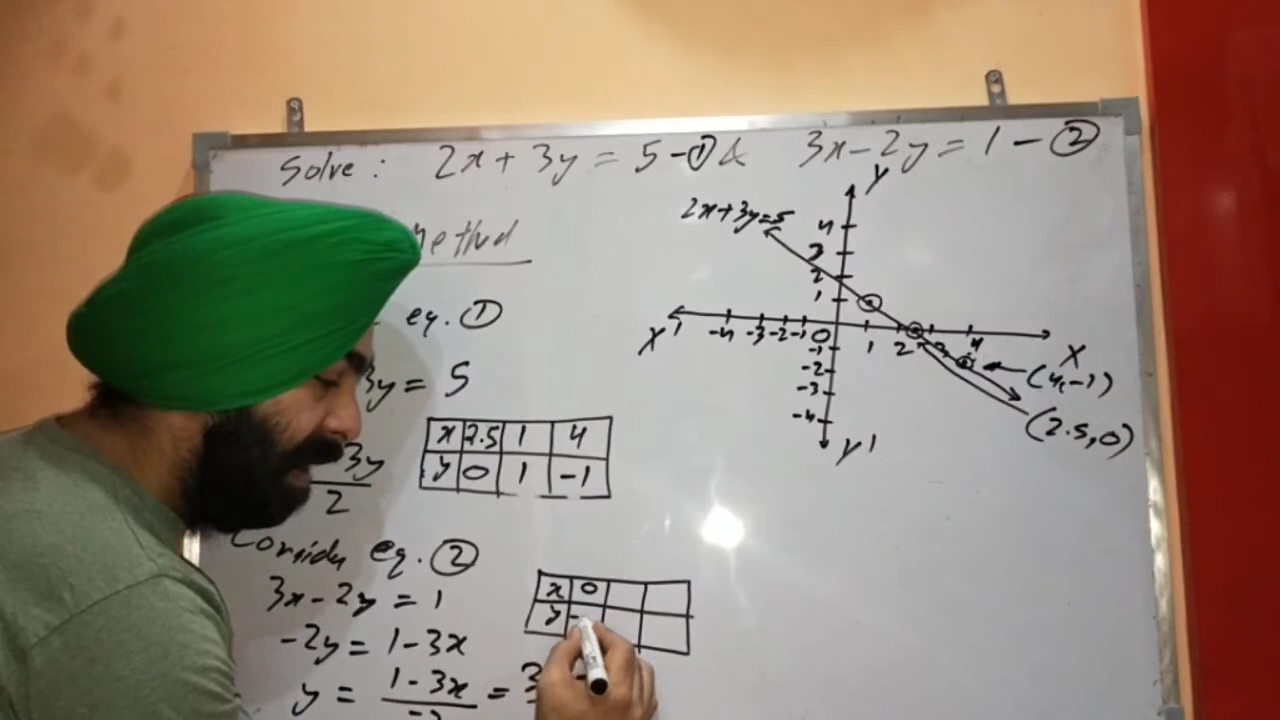 Solve : 2x + 3y = 5 - ① & 3x - 2y = 1 - ②
eq. ①
3y = 5
3y
2
x 2.5 1 4
y 0 1 -1
Consider eq. ②
3x - 2y = 1
-2y = 1 - 3x
y = 1 - 3x = 3
x 0
y -
2x+3y=5
Y
4
3
2
1
X' -4 -3 -2 -1 0 1 2 3 4 X
-1
-2
-3
-4
Y'
(4,-1)
(2.5,0)